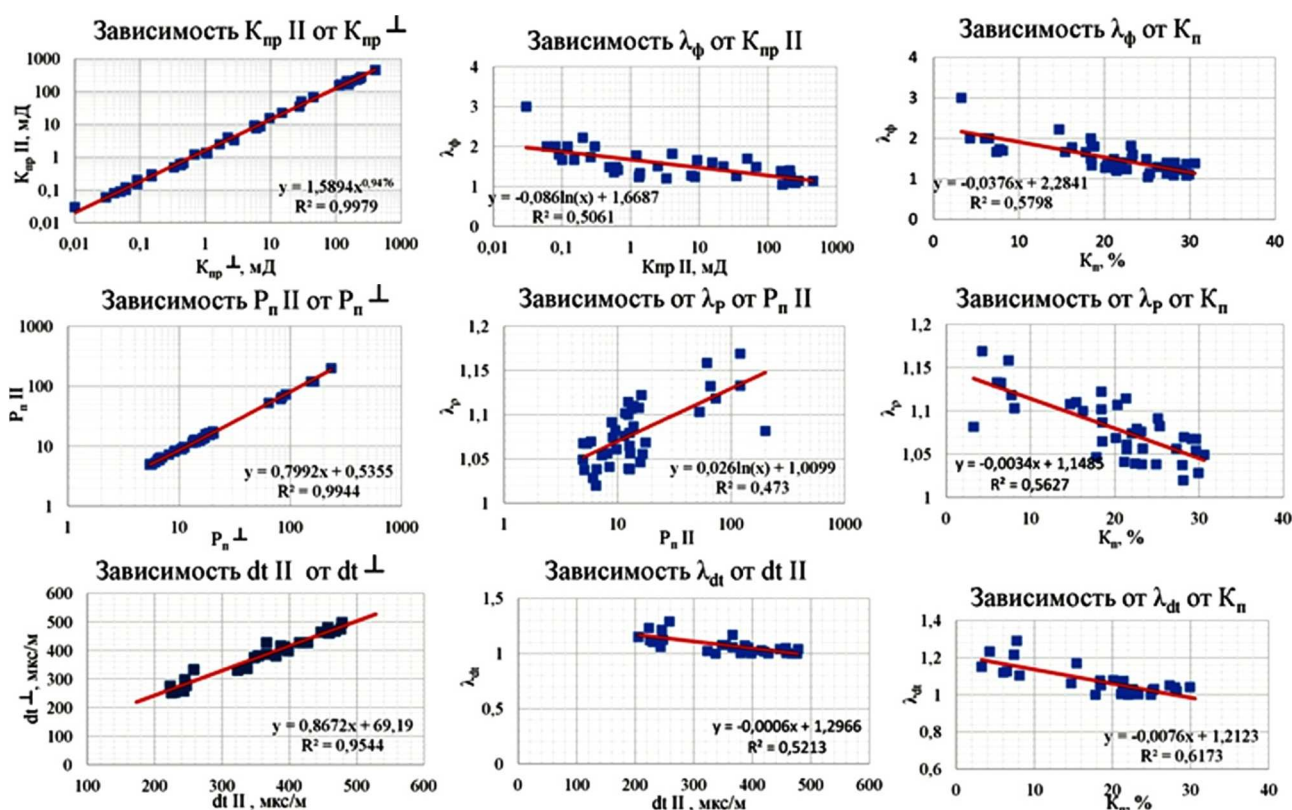 Зависимость Кпр II от Кпр ⊥
1000
100
10
1
0,1
0,01
Кпр II, мД
y = 1,5894x^0,9476
R² = 0,9979
0,01 0,1 1 10 100 1000
Кпр ⊥, мД
Зависимость λф от Кпр II
4
3
2
1
0
λф
y = -0,086ln(x) + 1,6687
R² = 0,5061
0,01 0,1 1 10 100 1000
Кпр II, мД
Зависимость λф от Кп
4
3
2
1
0
λф
y = -0,0376x + 2,2841
R² = 0,5798
0 10 20 30 40
Кп, %
Зависимость Рп II от Рп ⊥
1000
100
10
1
Рп II
y = 0,7992x + 0,5355
R² = 0,9944
1 10 100 1000
Рп ⊥
Зависимость от λР от Рп II
1,2
1,15
1,1
1,05
1
λр
y = 0,026ln(x) + 1,0099
R² = 0,473
1 10 100 1000
Рп II
Зависимость от λР от Кп
1,2
1,15
1,1
1,05
1
λр
y = -0,0034x + 1,1485
R² = 0,5627
0 10 20 30 40
Кп, %
Зависимость dt II от dt ⊥
600
500
400
300
200
100
0
dt ⊥, мкс/м
y = 0,8672x + 69,19
R² = 0,9544
100 200 300 400 500 600
dt II, мкс/м
Зависимость λdt от dt II
1,5
1
0,5
0
λdt
y = -0,0006x + 1,2966
R² = 0,5213
0 100 200 300 400 500 600
dt II, мкс/м
Зависимость от λdt от Кп
1,4
1,2
1
0,8
0,6
λdt
y = -0,0076x + 1,2123
R² = 0,6173
0 10 20 30 40
Кп, %